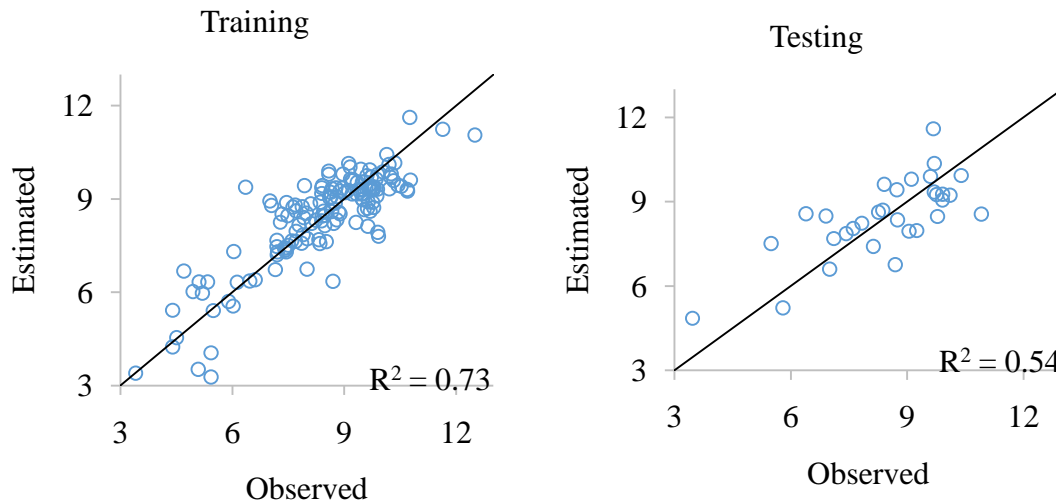 Training
12
9
6
3
Estimated
R² = 0.73
3 6 9 12
Observed
Testing
12
9
6
3
Estimated
R² = 0.54
3 6 9 12
Observed